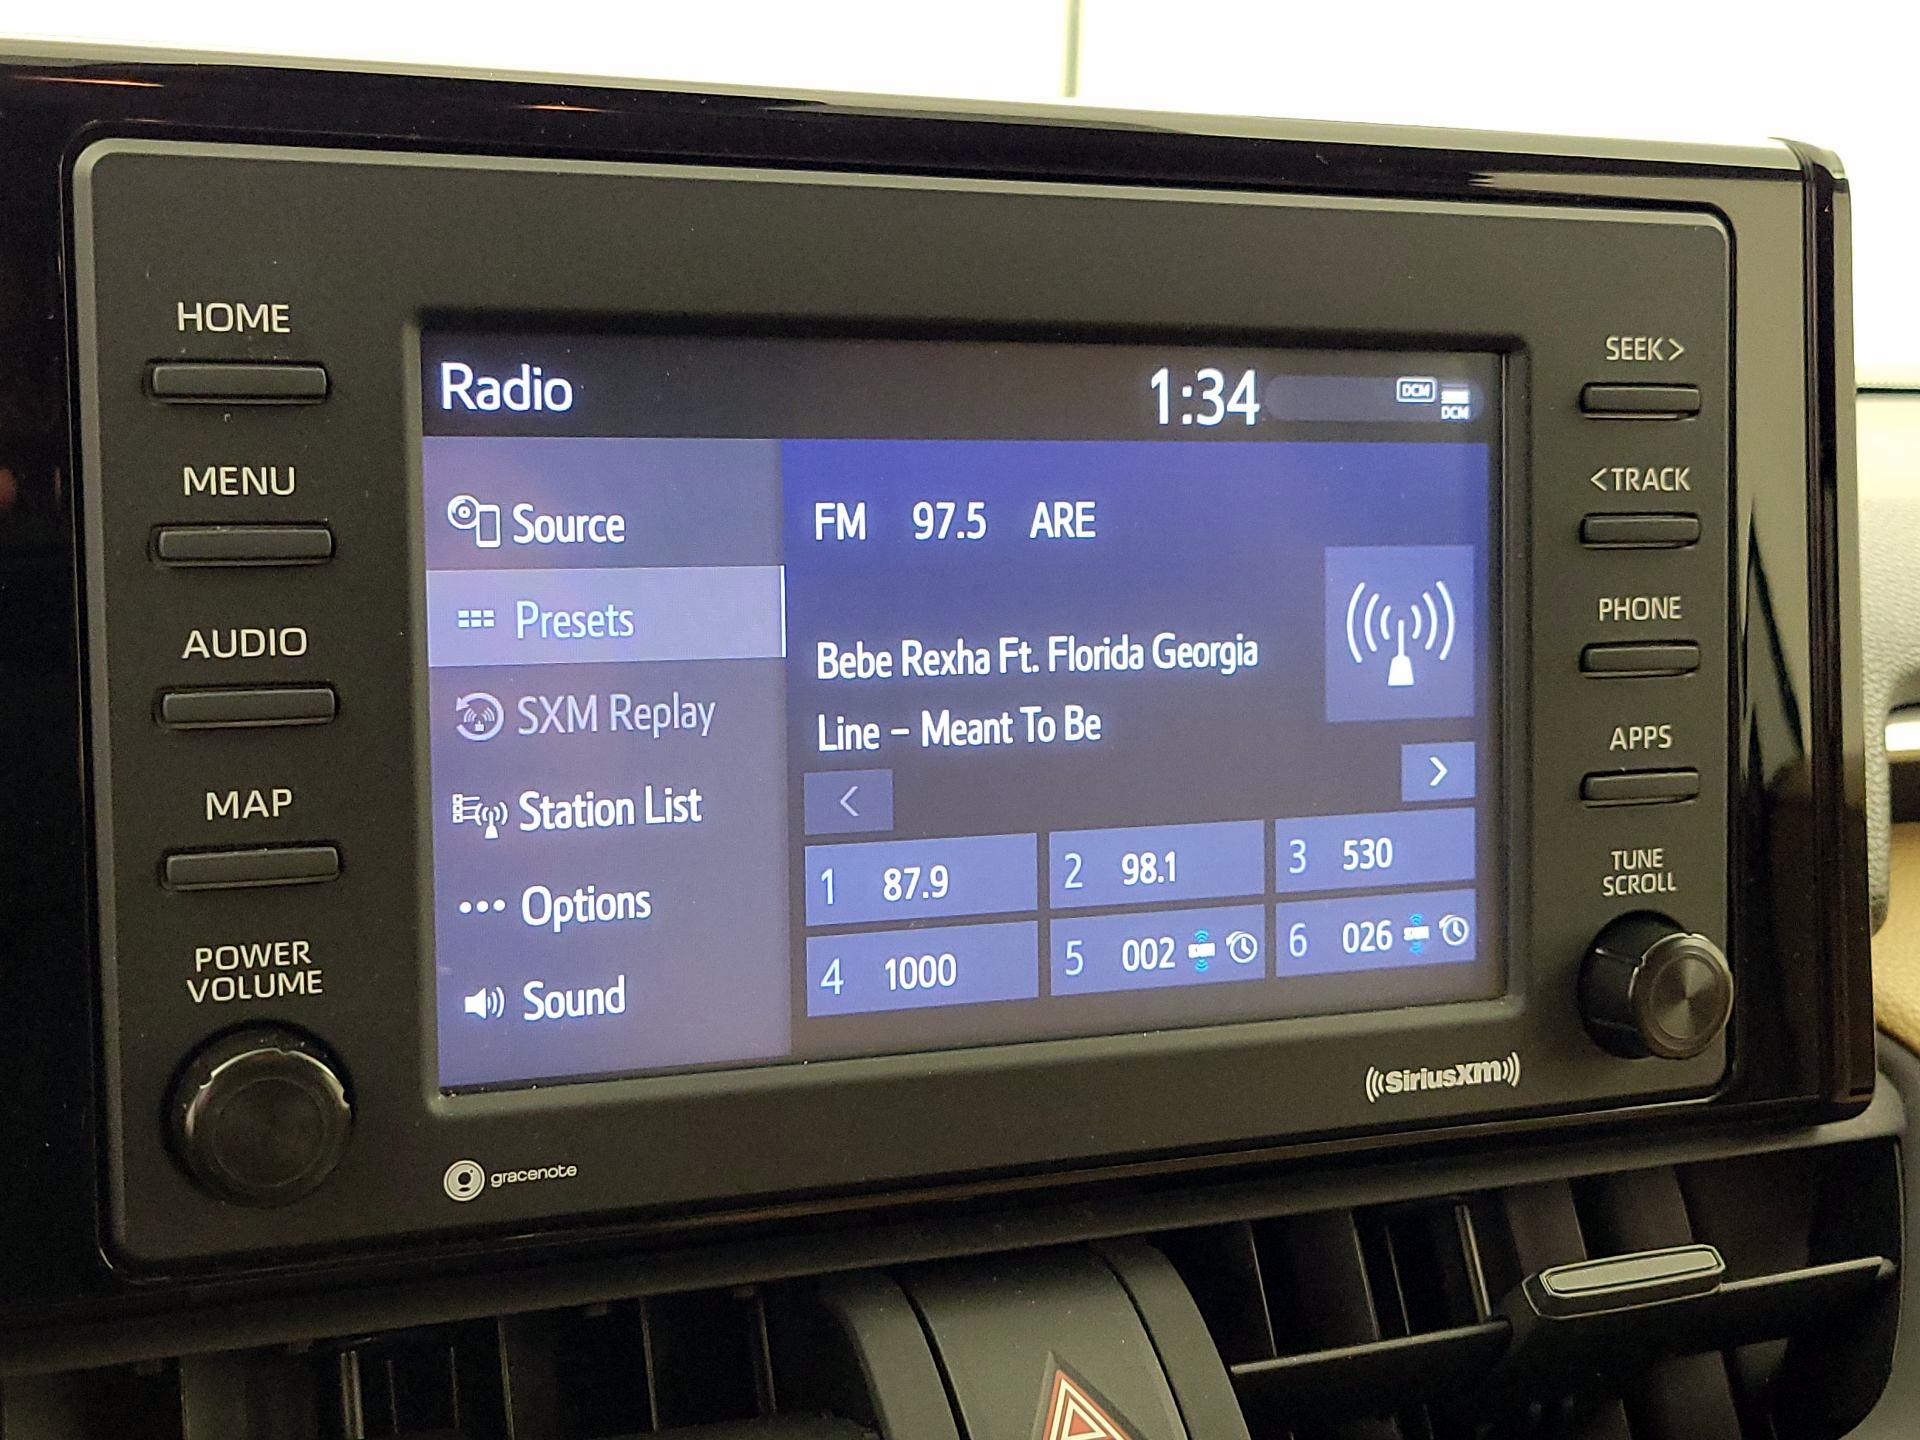 HOME
MENU
AUDIO
MAP
POWER
VOLUME
Radio
1:34
DCM
DCM
Source
Presets
SXM Replay
Station List
Options
Sound
FM 97.5 ARE
Bebe Rexha Ft. Florida Georgia
Line – Meant To Be
<
>
1 87.9
2 98.1
3 530
4 1000
5 002 SXM
6 026 SXM
SEEK >
< TRACK
PHONE
APPS
TUNE
SCROLL
gracenote
((SiriusXm))